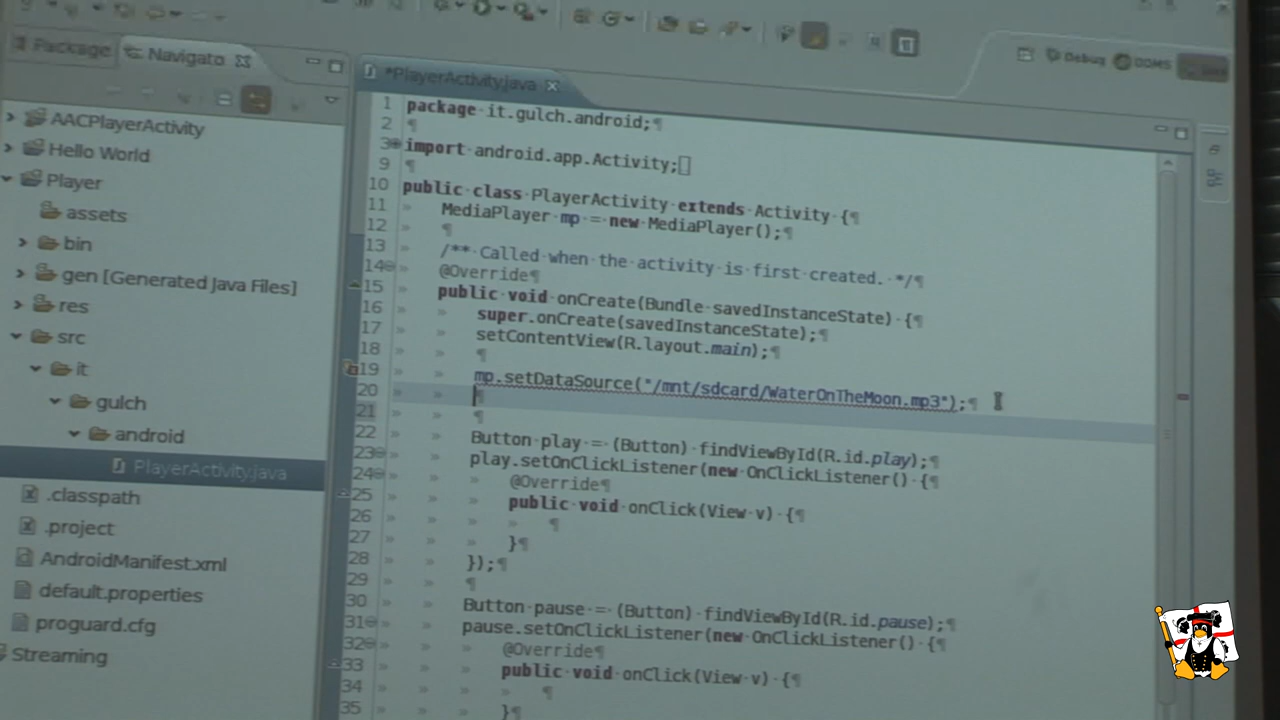 Package
Navigato
AACPlayerActivity
Hello World
Player
assets
bin
gen [Generated Java Files]
res
src
it
gulch
android
PlayerActivity.java
.classpath
.project
AndroidManifest.xml
default.properties
proguard.cfg
Streaming
*PlayerActivity.java
Debug
DDMS
1 package it.gulch.android;
2
3 import android.app.Activity;
9
10 public class PlayerActivity extends Activity {
11 MediaPlayer mp = new MediaPlayer();
12
13 /** Called when the activity is first created. */
14 @Override
15 public void onCreate(Bundle savedInstanceState) {
16 super.onCreate(savedInstanceState);
17 setContentView(R.layout.main);
18
19 mp.setDataSource("/mnt/sdcard/WaterOnTheMoon.mp3");
20
21
22 Button play = (Button) findViewById(R.id.play);
23 play.setOnClickListener(new OnClickListener() {
24 @Override
25 public void onClick(View v) {
26
27 }
28 });
29
30 Button pause = (Button) findViewById(R.id.pause);
31 pause.setOnClickListener(new OnClickListener() {
32 @Override
33 public void onClick(View v) {
34
35 }